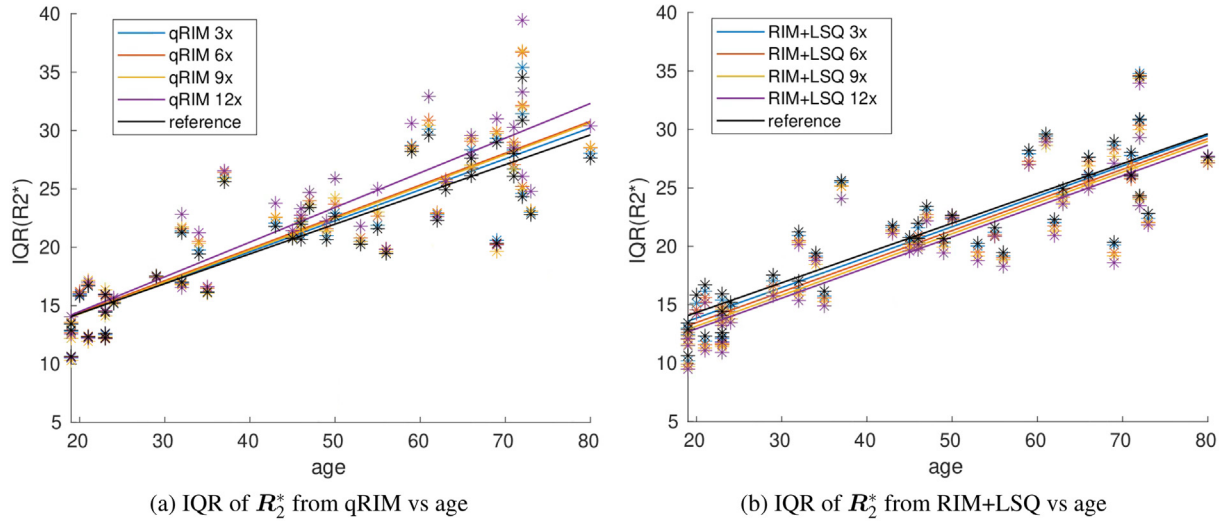 40
35
30
25
20
15
10
5
IQR(R2*)
qRIM 3x
qRIM 6x
qRIM 9x
qRIM 12x
reference
20 30 40 50 60 70 80
age
(a) IQR of R₂* from qRIM vs age
40
35
30
25
20
15
10
5
IQR(R2*)
RIM+LSQ 3x
RIM+LSQ 6x
RIM+LSQ 9x
RIM+LSQ 12x
reference
20 30 40 50 60 70 80
age
(b) IQR of R₂* from RIM+LSQ vs age